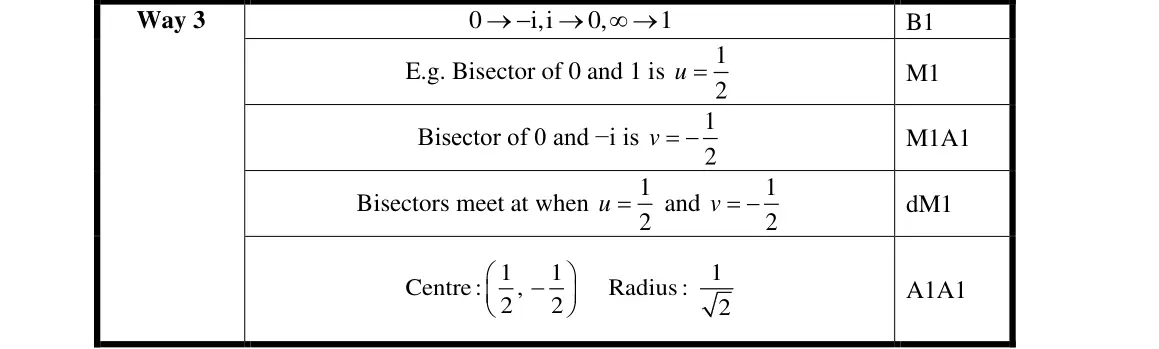 Way 3 0 → −i, i → 0, ∞ → 1 B1
E.g. Bisector of 0 and 1 is u = 1/2 M1
Bisector of 0 and −i is v = −1/2 M1A1
Bisectors meet at when u = 1/2 and v = −1/2 dM1
Centre : (1/2, −1/2) Radius : 1/√2 A1A1